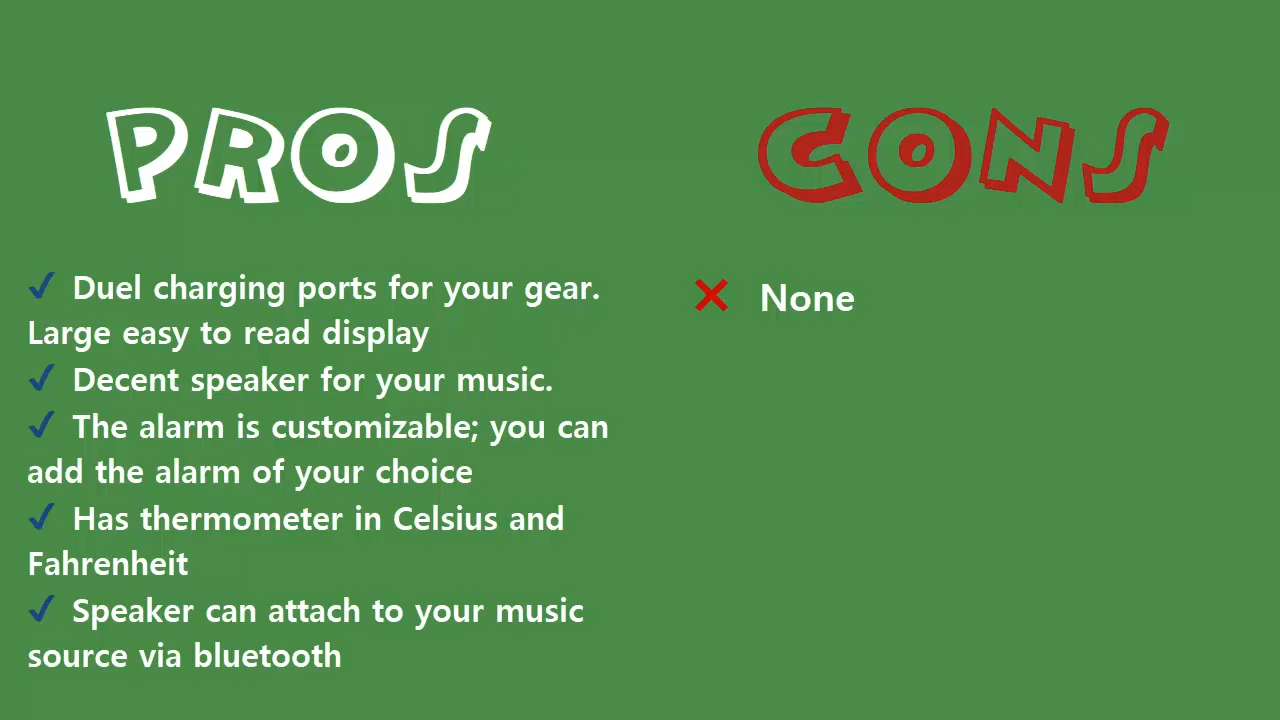 PROS
✔ Duel charging ports for your gear.
Large easy to read display
✔ Decent speaker for your music.
✔ The alarm is customizable; you can
add the alarm of your choice
✔ Has thermometer in Celsius and
Fahrenheit
✔ Speaker can attach to your music
source via bluetooth
CONS
❌ None